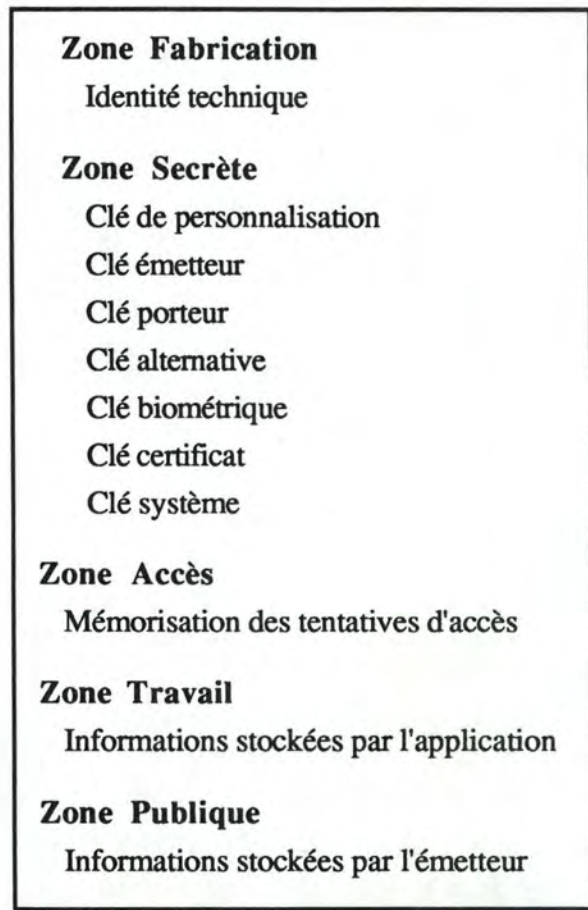 Zone Fabrication
Identité technique
Zone Secrète
Clé de personnalisation
Clé émetteur
Clé porteur
Clé alternative
Clé biométrique
Clé certificat
Clé système
Zone Accès
Mémorisation des tentatives d'accès
Zone Travail
Informations stockées par l'application
Zone Publique
Informations stockées par l'émetteur